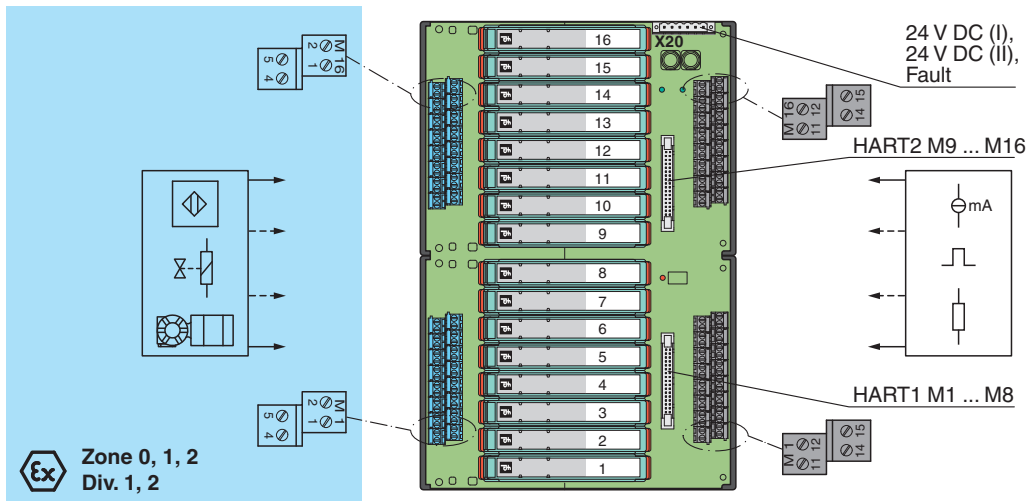 M 16
2 1
5 4
16
15
14
13
12
11
10
9
8
7
6
5
4
3
2
1
X20
24 V DC (I),
24 V DC (II),
Fault
M 16
11 12
14 15
HART2 M9 ... M16
mA
HART1 M1 ... M8
M 1
11 12
14 15
M 1
2 1
5 4
εx
Zone 0, 1, 2
Div. 1, 2